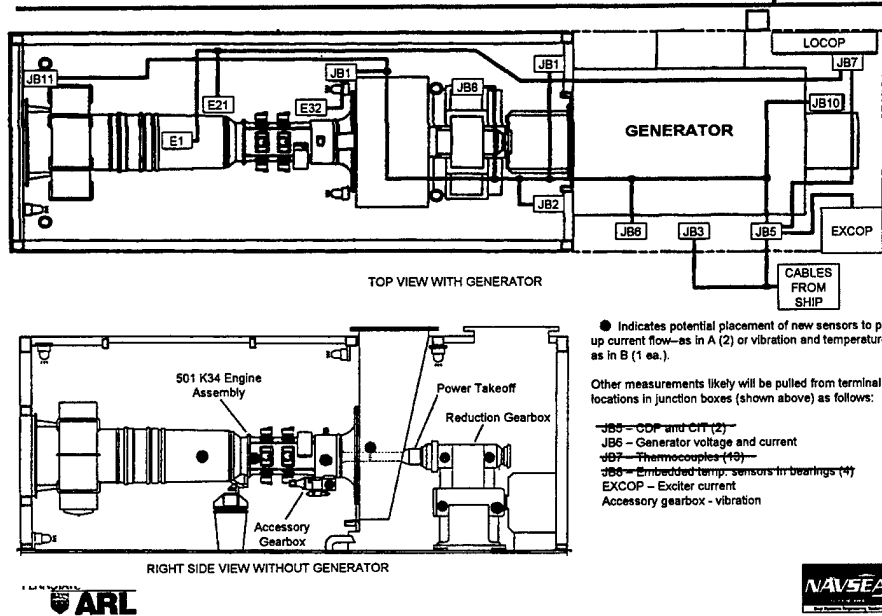 LOCOP
JB11
JB1
JB1
JB7
E21
E32
JB8
JB10
E1
GENERATOR
JB2
JB6
JB3
JB5
EXCOP
CABLES
FROM
SHIP
TOP VIEW WITH GENERATOR
Indicates potential placement of new sensors to p
up current flow–as in A (2) or vibration and temperature
as in B (1 ea.).
Other measurements likely will be pulled from terminal
locations in junction boxes (shown above) as follows:
JB5 – CDP and CIT (2)
JB6 – Generator voltage and current
JB7 – Thermocouples (13)
JB8 – Embedded temp. sensors in bearings (4)
EXCOP – Exciter current
Accessory gearbox - vibration
501 K34 Engine
Assembly
Power Takeoff
Reduction Gearbox
Accessory
Gearbox
RIGHT SIDE VIEW WITHOUT GENERATOR
ARL
NAVSEA